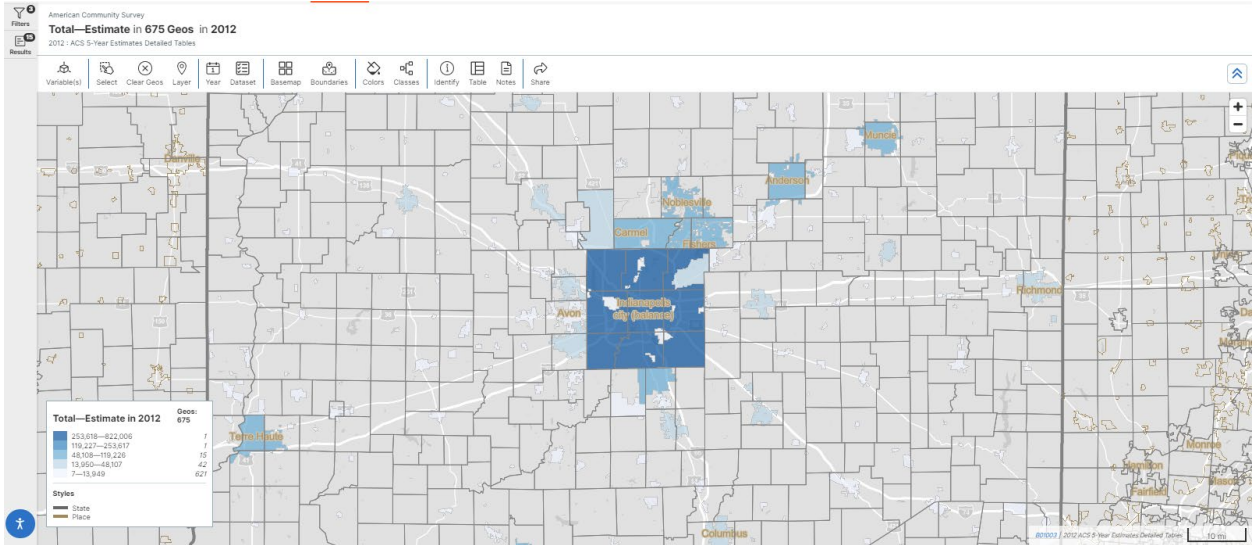 3
Filters
15
Results
American Community Survey
Total—Estimate in 675 Geos in 2012
2012 : ACS 5-Year Estimates Detailed Tables
Variable(s)
Select
Clear Geos
Layer
Year
Dataset
Basemap
Boundaries
Colors
Classes
Identify
Table
Notes
Share
+
−
Danville
Muncie
Anderson
Noblesville
Carmel
Fishers
Richmond
Avon
Indianapolis
city (balance)
Terre Haute
Columbus
Monroe
Hamilton
Fairfield
Mason
Total—Estimate in 2012 Geos: 675
253,618—822,006 1
119,227—253,617 1
48,108—119,226 15
13,950—48,107 42
7—13,949 621
Styles
State
Place
B01003 | 2012 ACS 5-Year Estimates Detailed Tables
10 mi